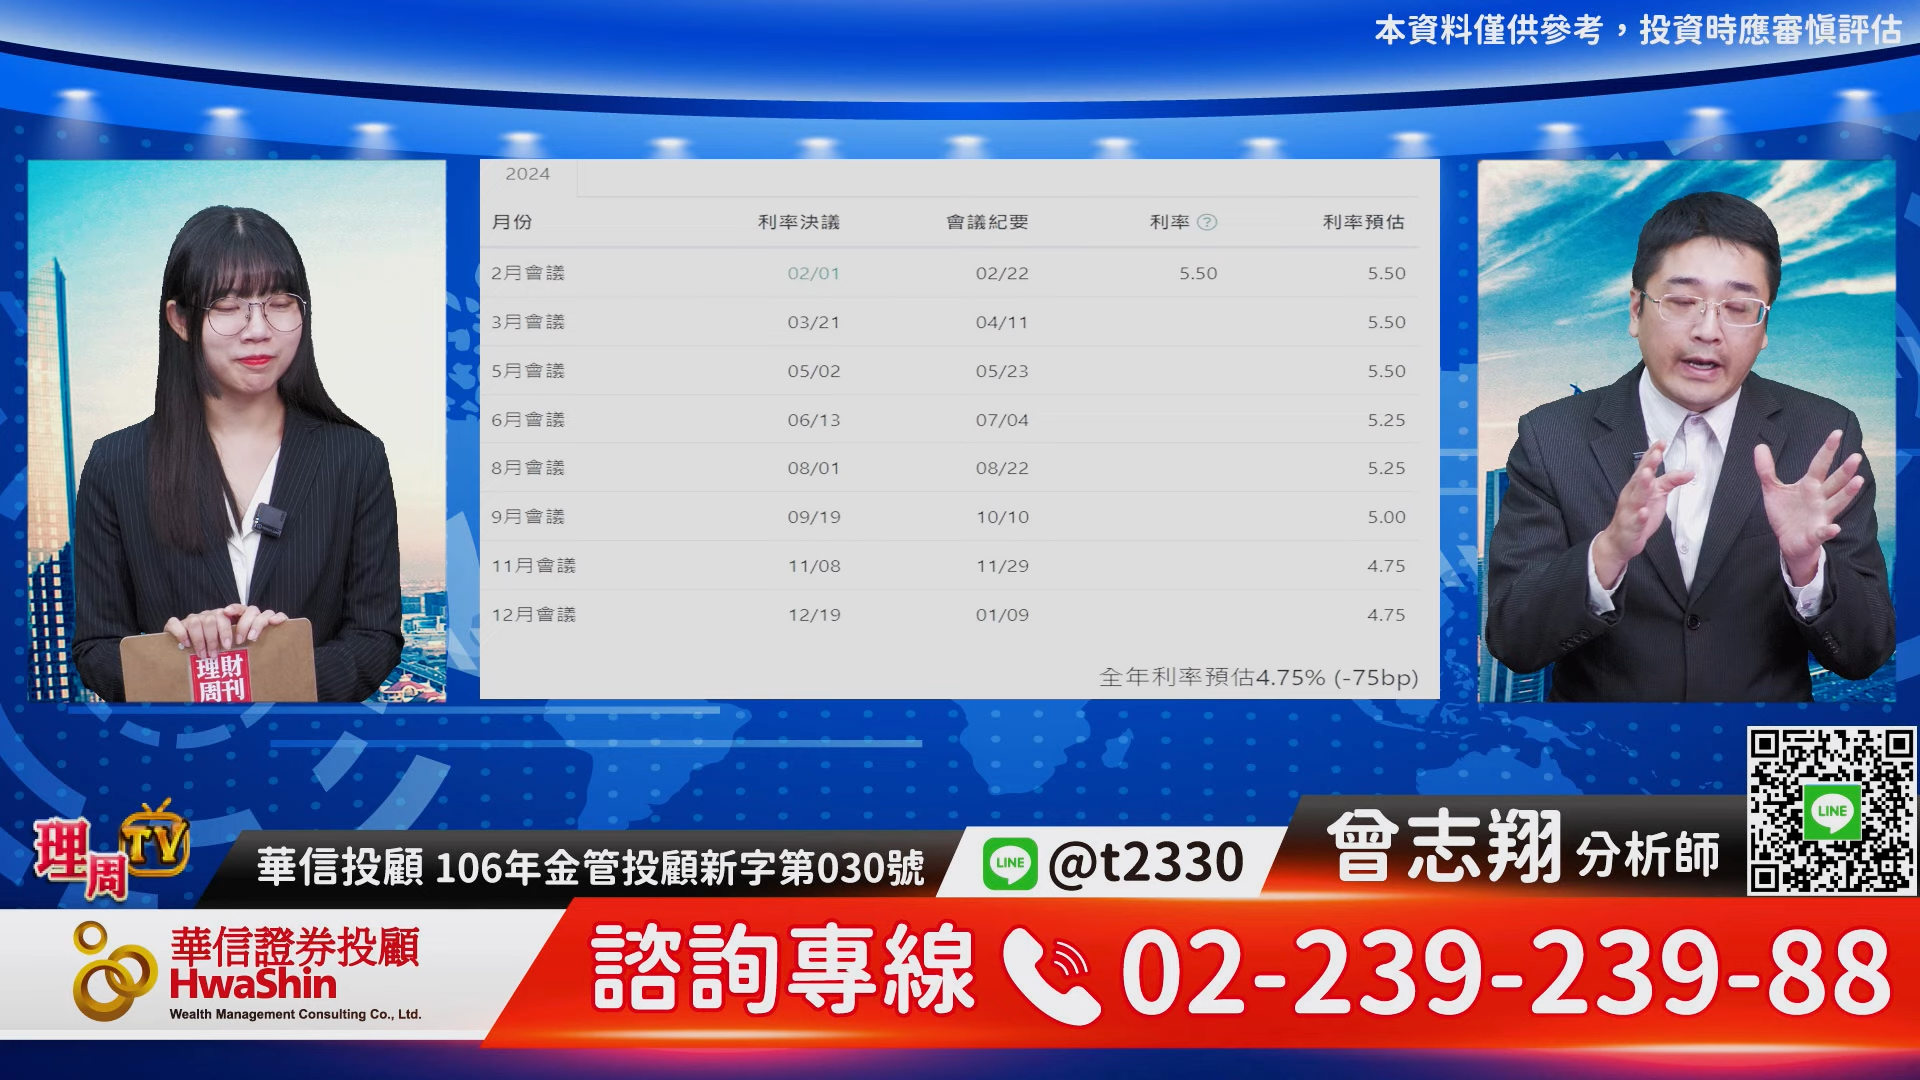 本資料僅供參考，投資時應審慎評估
2024
月份 利率決議 會議紀要 利率 ? 利率預估
2月會議 02/01 02/22 5.50 5.50
3月會議 03/21 04/11 5.50
5月會議 05/02 05/23 5.50
6月會議 06/13 07/04 5.25
8月會議 08/01 08/22 5.25
9月會議 09/19 10/10 5.00
11月會議 11/08 11/29 4.75
12月會議 12/19 01/09 4.75
全年利率預估4.75% (-75bp)
理財
周刊
理周TV
華信投顧 106年金管投顧新字第030號
LINE @t2330
曾志翔 分析師
LINE
華信證券投顧
HwaShin
Wealth Management Consulting Co., Ltd.
諮詢專線 02-239-239-88